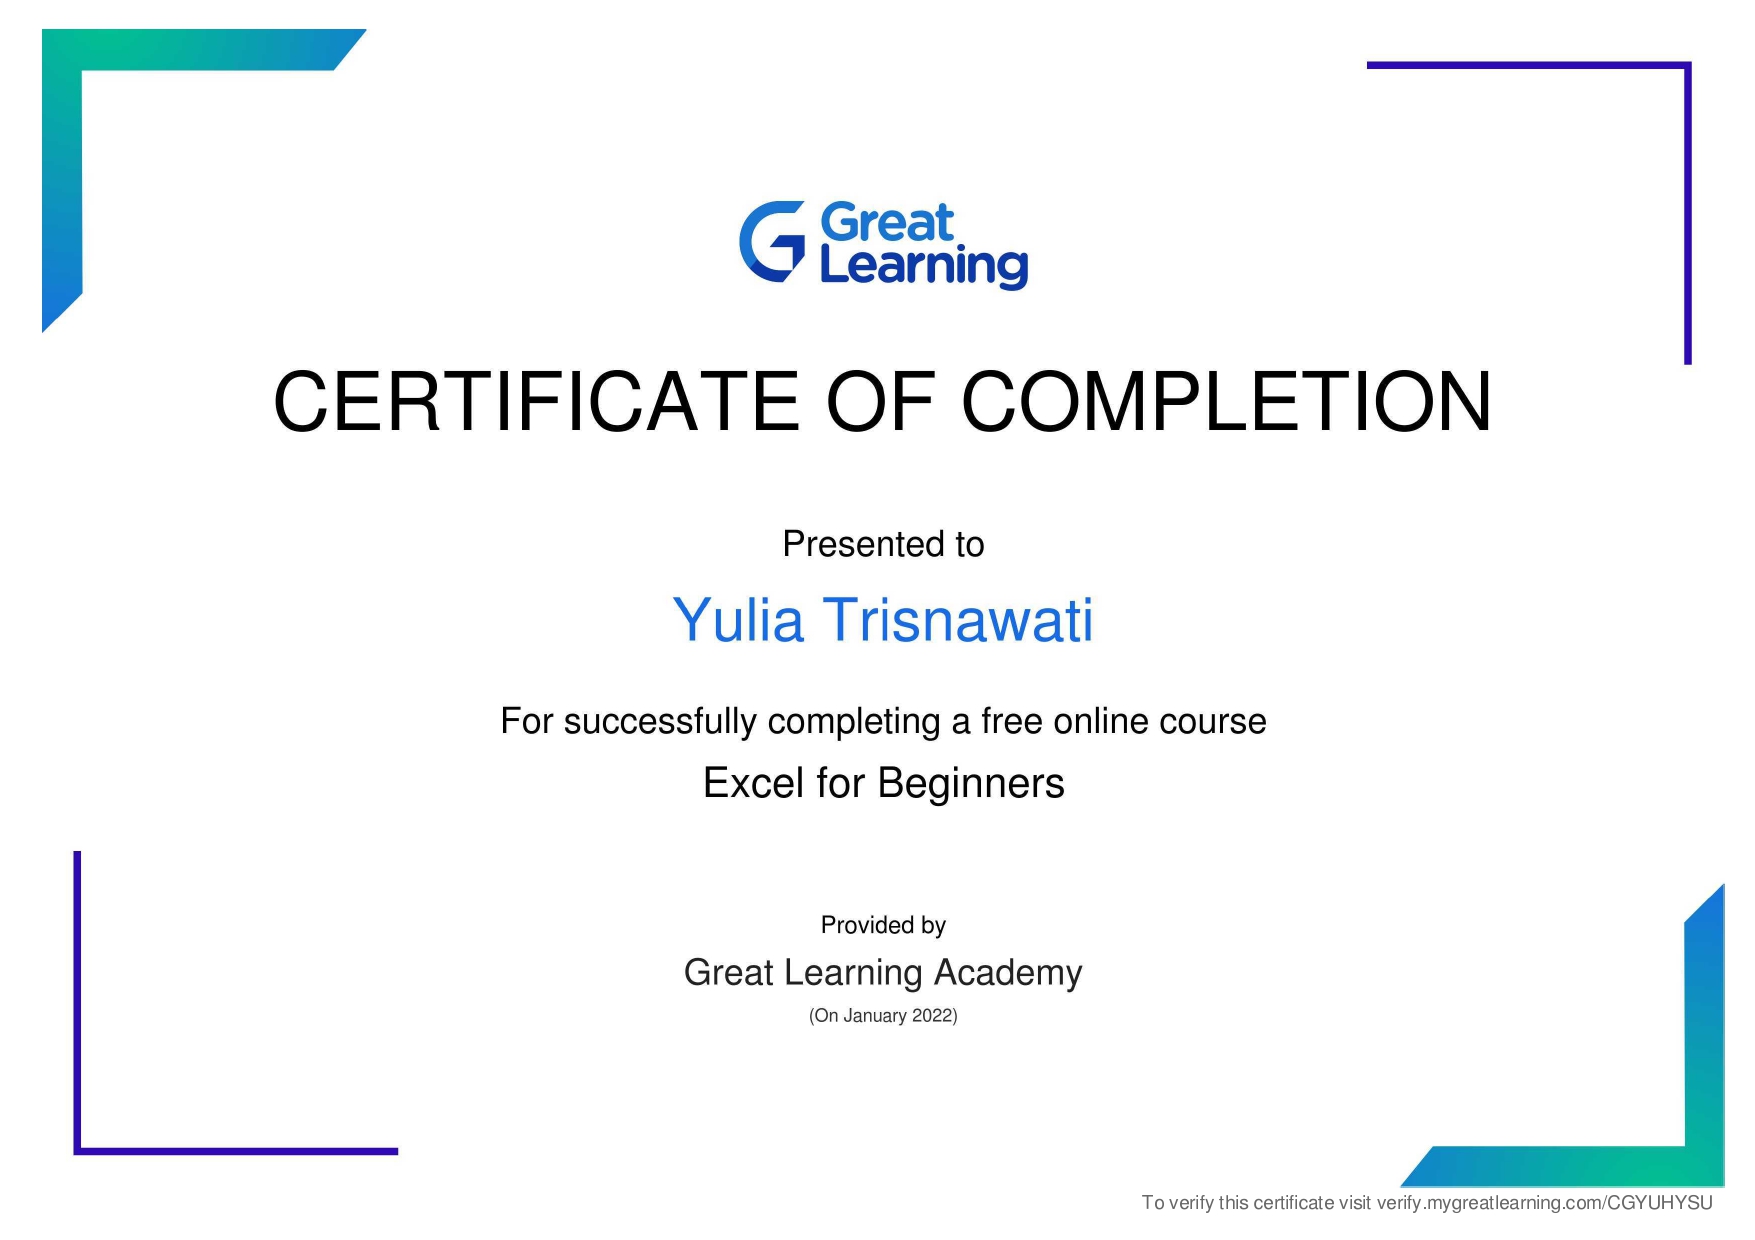 Great
Learning
CERTIFICATE OF COMPLETION
Presented to
Yulia Trisnawati
For successfully completing a free online course
Excel for Beginners
Provided by
Great Learning Academy
(On January 2022)
To verify this certificate visit verify.mygreatlearning.com/CGYUHYSU